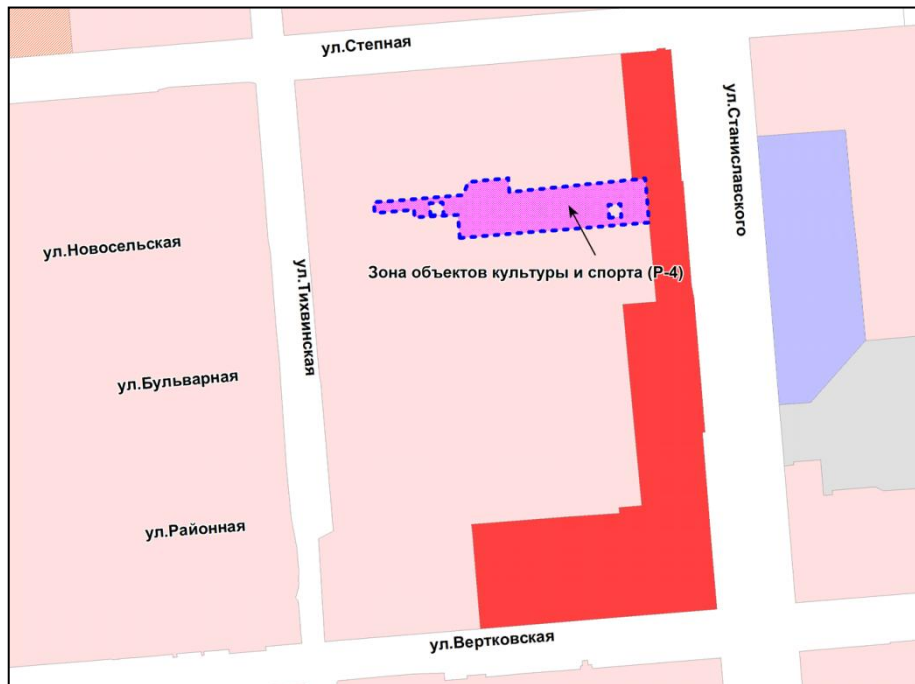 ул.Степная
ул.Станиславского
ул.Новосельская
Зона объектов культуры и спорта (Р-4)
ул.Тихвинская
ул.Бульварная
ул.Районная
ул.Вертковская